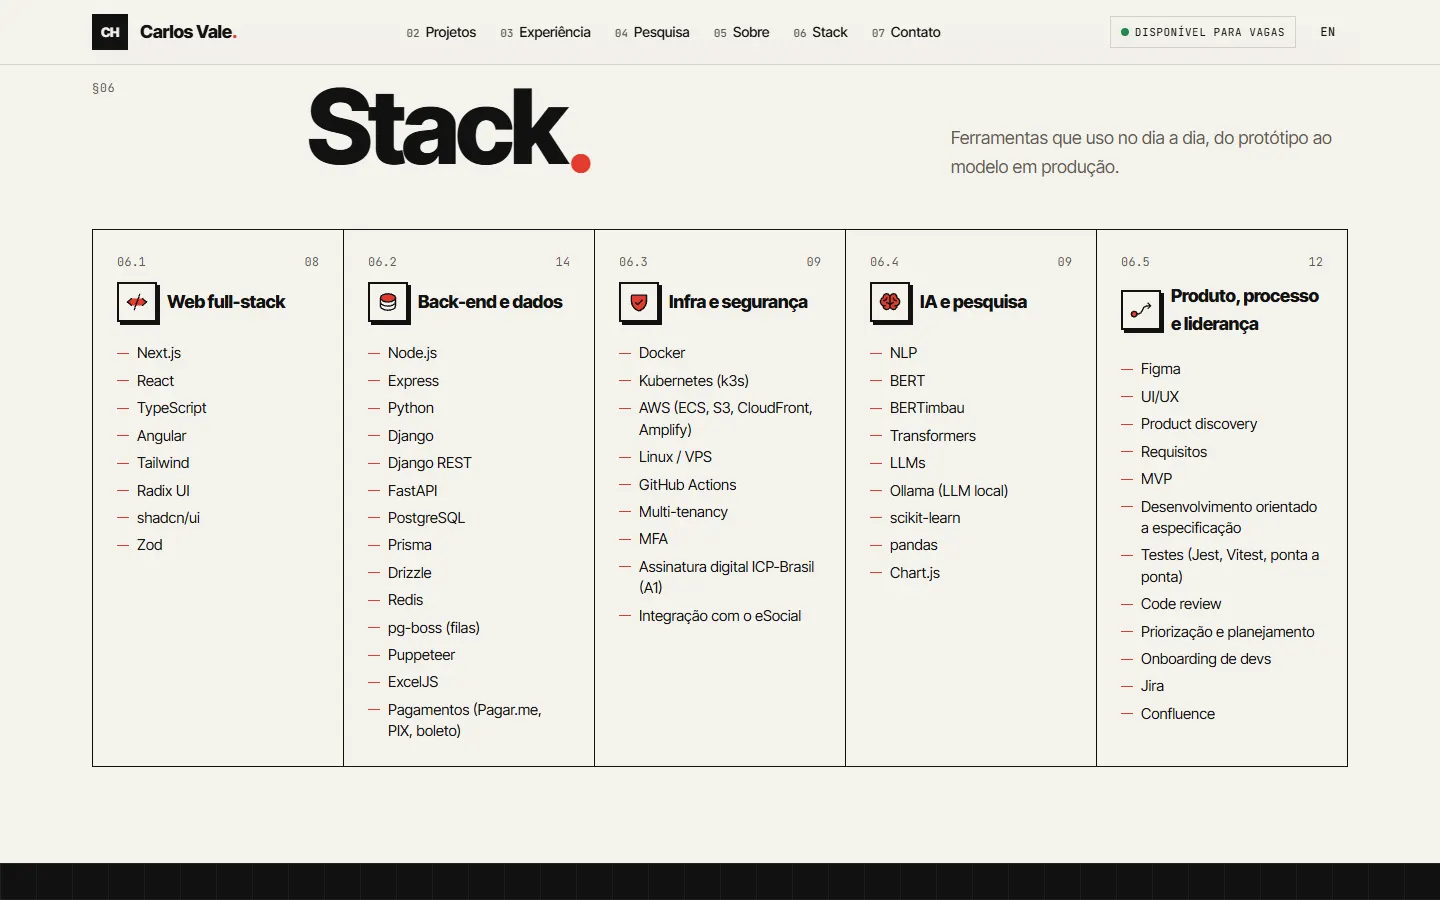 CH
Carlos Vale.
02 Projetos
03 Experiência
04 Pesquisa
05 Sobre
06 Stack
07 Contato
DISPONÍVEL PARA VAGAS
EN
§06
Stack.
Ferramentas que uso no dia a dia, do protótipo ao
modelo em produção.
06.1 08
Web full-stack
— Next.js
— React
— TypeScript
— Angular
— Tailwind
— Radix UI
— shadcn/ui
— Zod
06.2 14
Back-end e dados
— Node.js
— Express
— Python
— Django
— Django REST
— FastAPI
— PostgreSQL
— Prisma
— Drizzle
— Redis
— pg-boss (filas)
— Puppeteer
— ExcelJS
— Pagamentos (Pagar.me,
PIX, boleto)
06.3 09
Infra e segurança
— Docker
— Kubernetes (k3s)
— AWS (ECS, S3, CloudFront,
Amplify)
— Linux / VPS
— GitHub Actions
— Multi-tenancy
— MFA
— Assinatura digital ICP-Brasil
(A1)
— Integração com o eSocial
06.4 09
IA e pesquisa
— NLP
— BERT
— BERTimbau
— Transformers
— LLMs
— Ollama (LLM local)
— scikit-learn
— pandas
— Chart.js
06.5 12
Produto, processo
e liderança
— Figma
— UI/UX
— Product discovery
— Requisitos
— MVP
— Desenvolvimento orientado
a especificação
— Testes (Jest, Vitest, ponta a
ponta)
— Code review
— Priorização e planejamento
— Onboarding de devs
— Jira
— Confluence